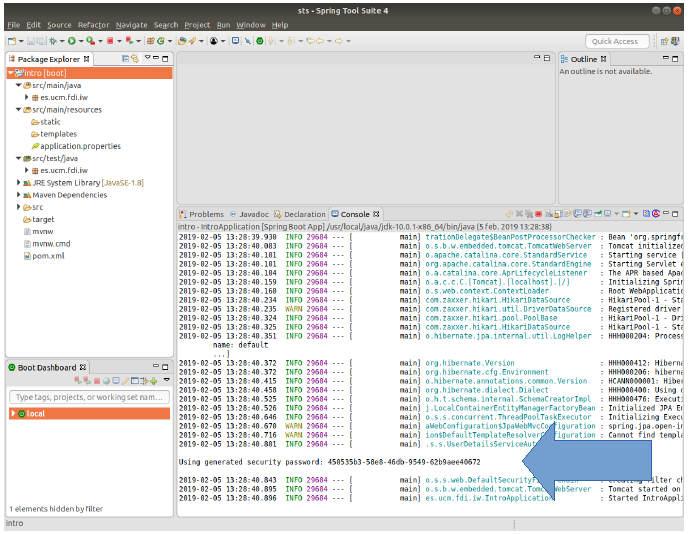 sts - Spring Tool Suite 4
File Edit Source Refactor Navigate Search Project Run Window Help
Quick Access
Package Explorer
intro [boot]
src/main/java
es.ucm.fdi.iw
src/main/resources
static
templates
application.properties
src/test/java
es.ucm.fdi.iw
JRE System Library [JavaSE-1.8]
Maven Dependencies
src
target
mvnw
mvnw.cmd
pom.xml
Boot Dashboard
Type tags, projects, or working set nam...
local
1 elements hidden by filter
intro
Outline
An outline is not available.
Problems Javadoc Declaration Console
intro - IntroApplication [Spring Boot App] /usr/local/java/jdk-10.0.1-x86_64/bin/java (5 feb. 2019 13:28:38)
2019-02-05 13:28:39.930 INFO 29684 --- [ main] trationDelegate$BeanPostProcessorChecker : Bean 'org.springfr
2019-02-05 13:28:40.083 INFO 29684 --- [ main] o.s.b.w.embedded.tomcat.TomcatWebServer : Tomcat initialized
2019-02-05 13:28:40.101 INFO 29684 --- [ main] o.apache.catalina.core.StandardService : Starting service [
2019-02-05 13:28:40.101 INFO 29684 --- [ main] org.apache.catalina.core.StandardEngine : Starting Servlet e
2019-02-05 13:28:40.104 INFO 29684 --- [ main] o.a.catalina.core.AprLifecycleListener : The APR based Apac
2019-02-05 13:28:40.159 INFO 29684 --- [ main] o.a.c.c.C.[Tomcat].[localhost].[/] : Initializing Sprin
2019-02-05 13:28:40.160 INFO 29684 --- [ main] o.s.web.context.ContextLoader : Root WebApplication
2019-02-05 13:28:40.234 INFO 29684 --- [ main] com.zaxxer.hikari.HikariDataSource : HikariPool-1 - Sta
2019-02-05 13:28:40.235 WARN 29684 --- [ main] com.zaxxer.hikari.util.DriverDataSource : Registered driver
2019-02-05 13:28:40.324 INFO 29684 --- [ main] com.zaxxer.hikari.pool.PoolBase : HikariPool-1 - Dri
2019-02-05 13:28:40.325 INFO 29684 --- [ main] com.zaxxer.hikari.HikariDataSource : HikariPool-1 - Sta
2019-02-05 13:28:40.351 INFO 29684 --- [ main] o.hibernate.jpa.internal.util.LogHelper : HHH000204: Process
name: default
...]
2019-02-05 13:28:40.372 INFO 29684 --- [ main] org.hibernate.Version : HHH000412: Hiberna
2019-02-05 13:28:40.372 INFO 29684 --- [ main] org.hibernate.cfg.Environment : HHH000206: hiberna
2019-02-05 13:28:40.415 INFO 29684 --- [ main] o.hibernate.annotations.common.Version : HCANN000001: Hiber
2019-02-05 13:28:40.458 INFO 29684 --- [ main] org.hibernate.dialect.Dialect : HHH000400: Using d
2019-02-05 13:28:40.525 INFO 29684 --- [ main] o.h.t.schema.internal.SchemaCreatorImpl : HHH000476: Executi
2019-02-05 13:28:40.526 INFO 29684 --- [ main] j.LocalContainerEntityManagerFactoryBean : Initialized JPA En
2019-02-05 13:28:40.646 INFO 29684 --- [ main] o.s.s.concurrent.ThreadPoolTaskExecutor : Initializing Execu
2019-02-05 13:28:40.670 WARN 29684 --- [ main] aWebConfiguration$JpaWebMvcConfiguration : spring.jpa.open-in
2019-02-05 13:28:40.716 WARN 29684 --- [ main] ion$DefaultTemplateResolverConfiguration : Cannot find templa
2019-02-05 13:28:40.801 INFO 29684 --- [ main] .s.s.UserDetailsServiceAuto
Using generated security password: 450535b3-58e8-46db-9549-62b9aee40672
2019-02-05 13:28:40.843 INFO 29684 --- [ main] o.s.s.web.DefaultSecurityFil : Creating filter ch
2019-02-05 13:28:40.895 INFO 29684 --- [ main] o.s.b.w.embedded.tomcat.TomcatWebServer : Tomcat started on
2019-02-05 13:28:40.896 INFO 29684 --- [ main] es.ucm.fdi.iw.IntroApplication : Started IntroAppli